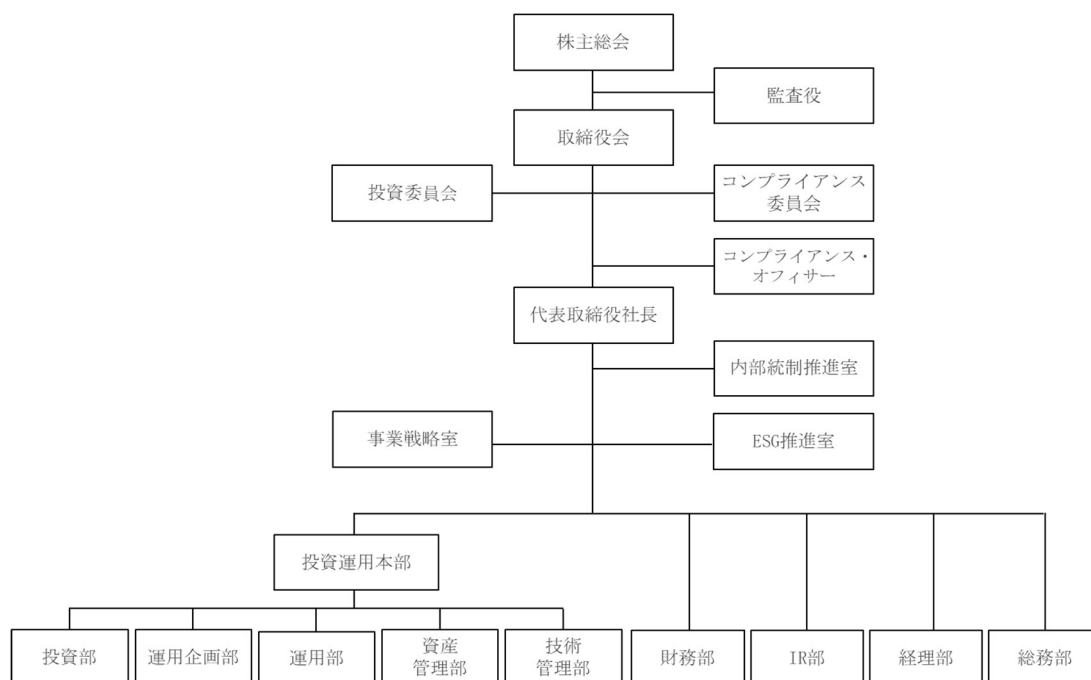 株主総会
監査役
取締役会
投資委員会
コンプライアンス
委員会
コンプライアンス・
オフィサー
代表取締役社長
内部統制推進室
事業戦略室
ESG推進室
投資運用本部
投資部
運用企画部
運用部
資産
管理部
技術
管理部
財務部
IR部
経理部
総務部